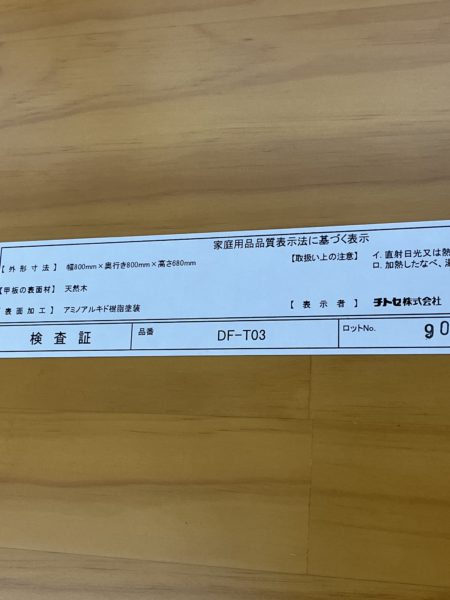 家庭用品品質表示法に基づく表示
【外形寸法】 幅800mm×奥行き800mm×高さ680mm
【取扱い上の注意】 イ. 直射日光又は熱
ロ. 加熱したなべ、湯
【甲板の表面材】 天然木
表面加工】 アミノアルキド樹脂塗装
【表示者】 チトセ株式会社
検査証 品番 DF-T03 ロットNo. 90